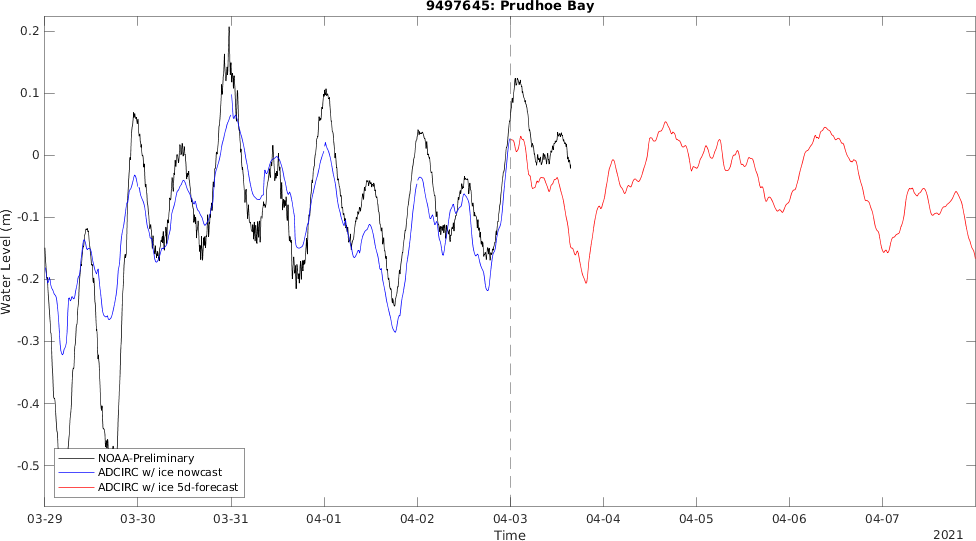 9497645: Prudhoe Bay
0.2
0.1
0
-0.1
-0.2
-0.3
-0.4
-0.5
Water Level (m)
NOAA-Preliminary
ADCIRC w/ ice nowcast
ADCIRC w/ ice 5d-forecast
03-29 03-30 03-31 04-01 04-02 04-03 04-04 04-05 04-06 04-07
Time
2021